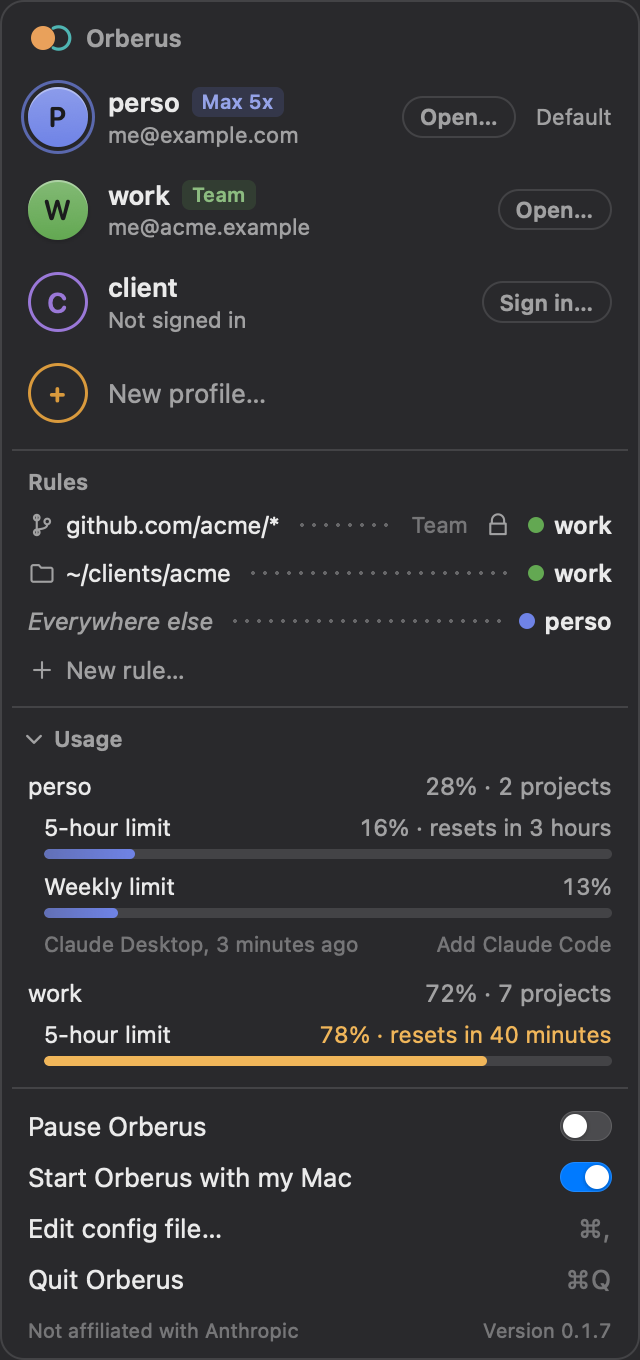 Orberus
P perso Max 5x Open... Default
me@example.com
W work Team Open...
me@acme.example
C client Sign in...
Not signed in
+ New profile...
Rules
github.com/acme/* Team work
~/clients/acme work
Everywhere else perso
+ New rule...
Usage
perso 28% · 2 projects
5-hour limit 16% · resets in 3 hours
Weekly limit 13%
Claude Desktop, 3 minutes ago Add Claude Code
work 72% · 7 projects
5-hour limit 78% · resets in 40 minutes
Pause Orberus
Start Orberus with my Mac
Edit config file... ⌘,
Quit Orberus ⌘Q
Not affiliated with Anthropic Version 0.1.7